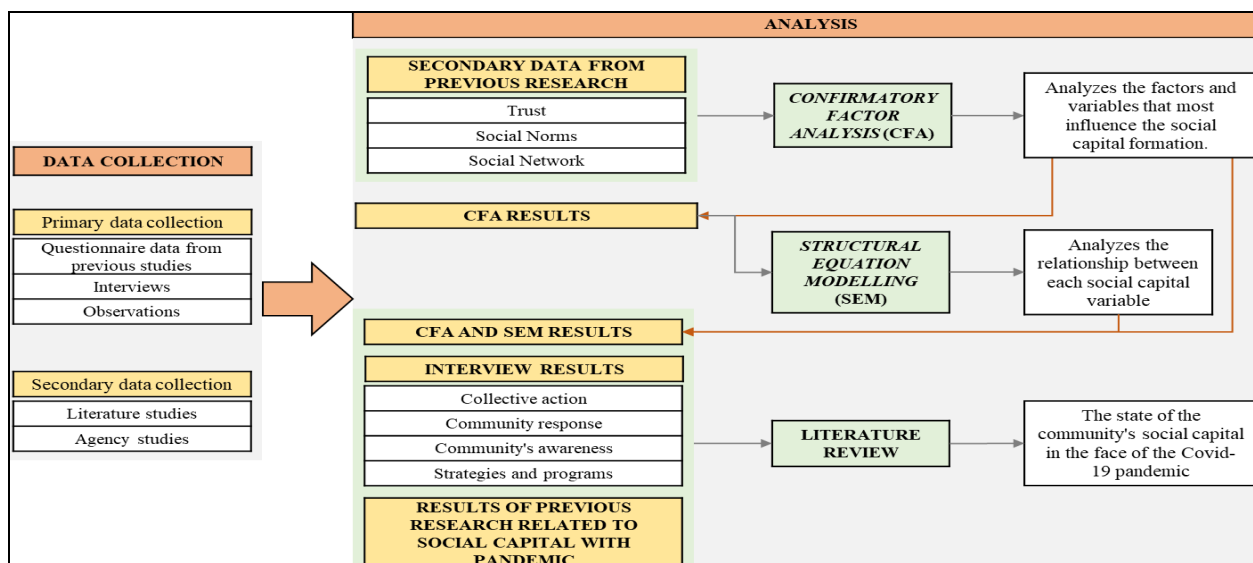 DATA COLLECTION
Primary data collection
Questionnaire data from
previous studies
Interviews
Observations
Secondary data collection
Literature studies
Agency studies
ANALYSIS
SECONDARY DATA FROM
PREVIOUS RESEARCH
Trust
Social Norms
Social Network
CONFIRMATORY
FACTOR
ANALYSIS (CFA)
Analyzes the factors and
variables that most
influence the social
capital formation.
CFA RESULTS
STRUCTURAL
EQUATION
MODELLING
(SEM)
Analyzes the
relationship between
each social capital
variable
CFA AND SEM RESULTS
INTERVIEW RESULTS
Collective action
Community response
Community's awareness
Strategies and programs
RESULTS OF PREVIOUS
RESEARCH RELATED TO
SOCIAL CAPITAL WITH
PANDEMIC
LITERATURE
REVIEW
The state of the
community's social capital
in the face of the Covid-
19 pandemic